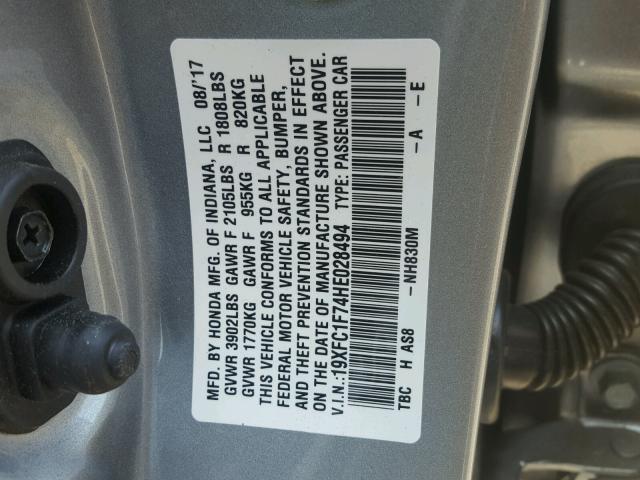 MFD. BY HONDA MFG. OF INDIANA, LLC 08/'17
GVWR 3902LBS GAWR F 2105LBS R 1808LBS
GVWR 1770KG GAWR F 955KG R 820KG
THIS VEHICLE CONFORMS TO ALL APPLICABLE
FEDERAL MOTOR VEHICLE SAFETY, BUMPER,
AND THEFT PREVENTION STANDARDS IN EFFECT
ON THE DATE OF MANUFACTURE SHOWN ABOVE.
V.I.N.:19XFC1F74HE028494 TYPE: PASSENGER CAR
TBC H AS8 -NH830M -A -E